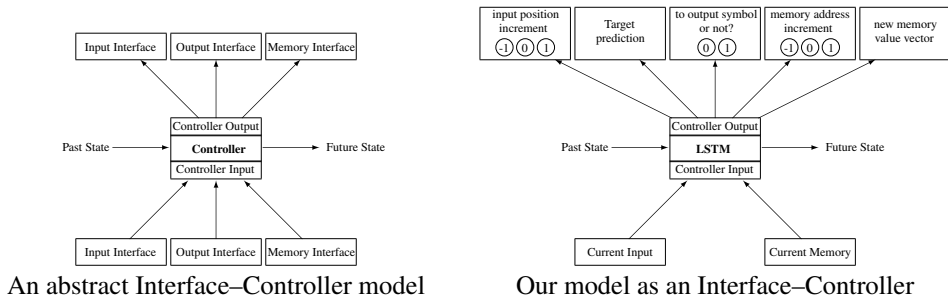 Input Interface
Output Interface
Memory Interface
Controller Output
Past State
Controller
Future State
Controller Input
Input Interface
Output Interface
Memory Interface
An abstract Interface–Controller model
input position
increment
-1 0 1
Target
prediction
to output symbol
or not?
0 1
memory address
increment
-1 0 1
new memory
value vector
Controller Output
Past State
LSTM
Future State
Controller Input
Current Input
Current Memory
Our model as an Interface–Controller